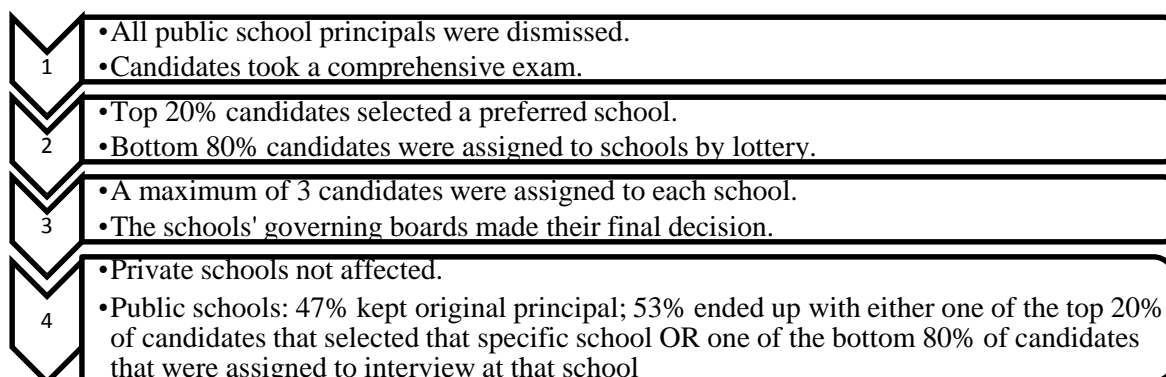 1
•All public school principals were dismissed.
•Candidates took a comprehensive exam.
2
•Top 20% candidates selected a preferred school.
•Bottom 80% candidates were assigned to schools by lottery.
3
•A maximum of 3 candidates were assigned to each school.
•The schools' governing boards made their final decision.
4
•Private schools not affected.
•Public schools: 47% kept original principal; 53% ended up with either one of the top 20%
of candidates that selected that specific school OR one of the bottom 80% of candidates
that were assigned to interview at that school